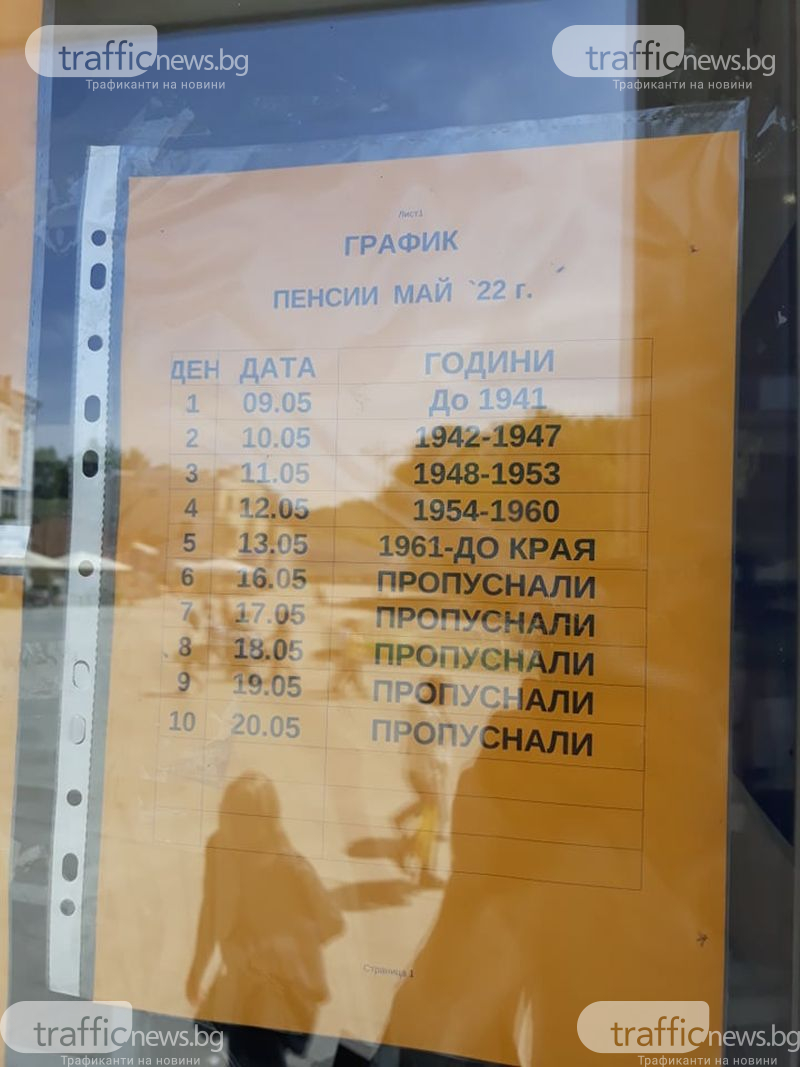 trafficnews.bg
Трафиканти на новини
trafficnews.bg
Трафиканти на новини
Лист1
ГРАФИК
ПЕНСИИ МАЙ `22 г.
ДЕН ДАТА ГОДИНИ
1 09.05 До 1941
2 10.05 1942-1947
3 11.05 1948-1953
4 12.05 1954-1960
5 13.05 1961-ДО КРАЯ
6 16.05 ПРОПУСНАЛИ
7 17.05 ПРОПУСНАЛИ
8 18.05 ПРОПУСНАЛИ
9 19.05 ПРОПУСНАЛИ
10 20.05 ПРОПУСНАЛИ
Страница 1
trafficnews.bg
Трафиканти на новини
trafficnews.bg
Трафиканти на новини